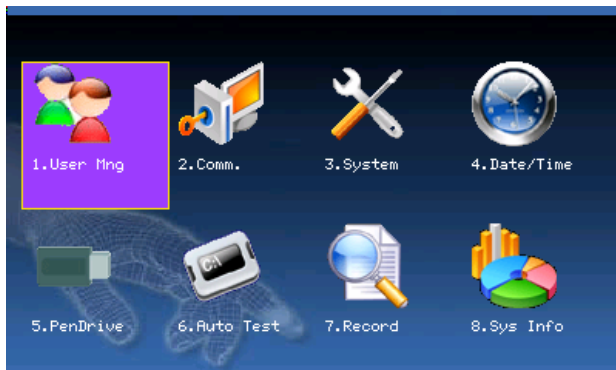 1.User Mng
2.Comm.
3.System
4.Date/Time
C:\
5.PenDrive
6.Auto Test
7.Record
8.Sys Info